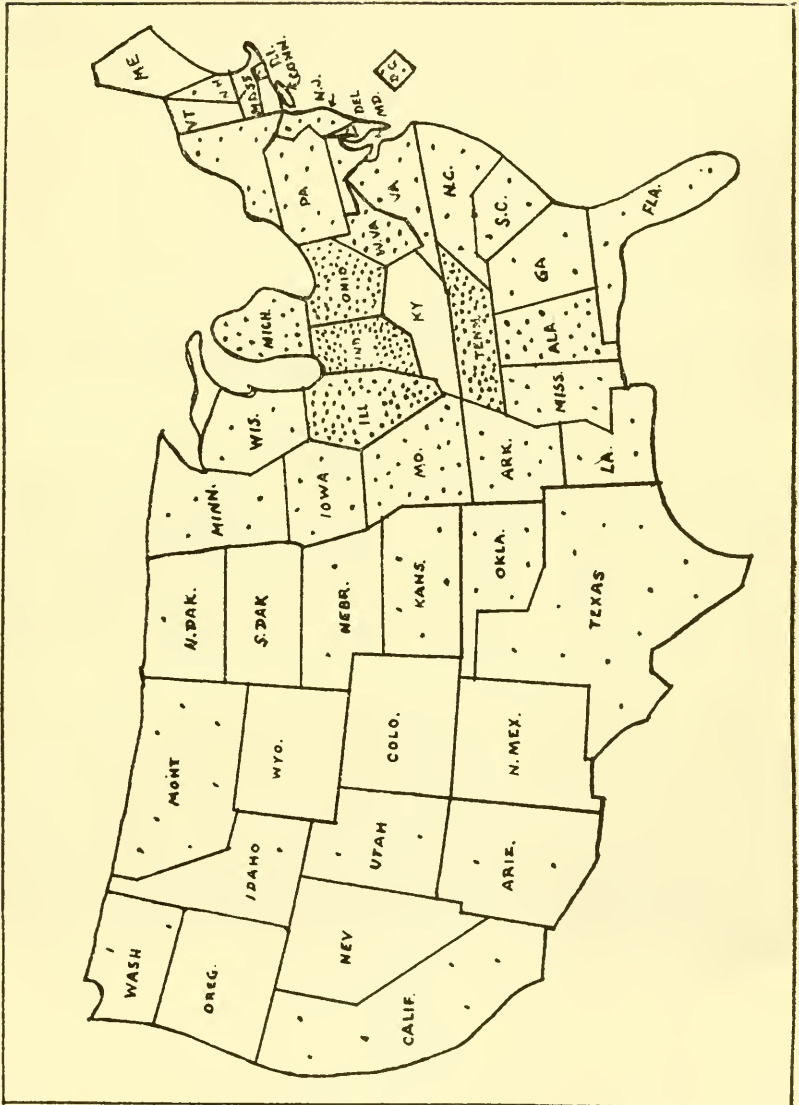 ME.
VT
N.H.
MASS
R.I.
CONN.
N.J.
DEL
MD.
D.C.
PA
VA
W.VA
N.C.
S.C.
GA
FLA.
OHIO
IND
KY
TENN.
ALA.
MISS.
MICH.
ILL
WIS.
MINN.
IOWA
MO.
ARK.
LA.
N.DAK.
S.DAK
NEBR.
KANS.
OKLA.
TEXAS
MONT
WYO.
COLO.
N.MEX.
IDAHO
UTAH
ARIZ.
WASH
OREG.
NEV
CALIF.